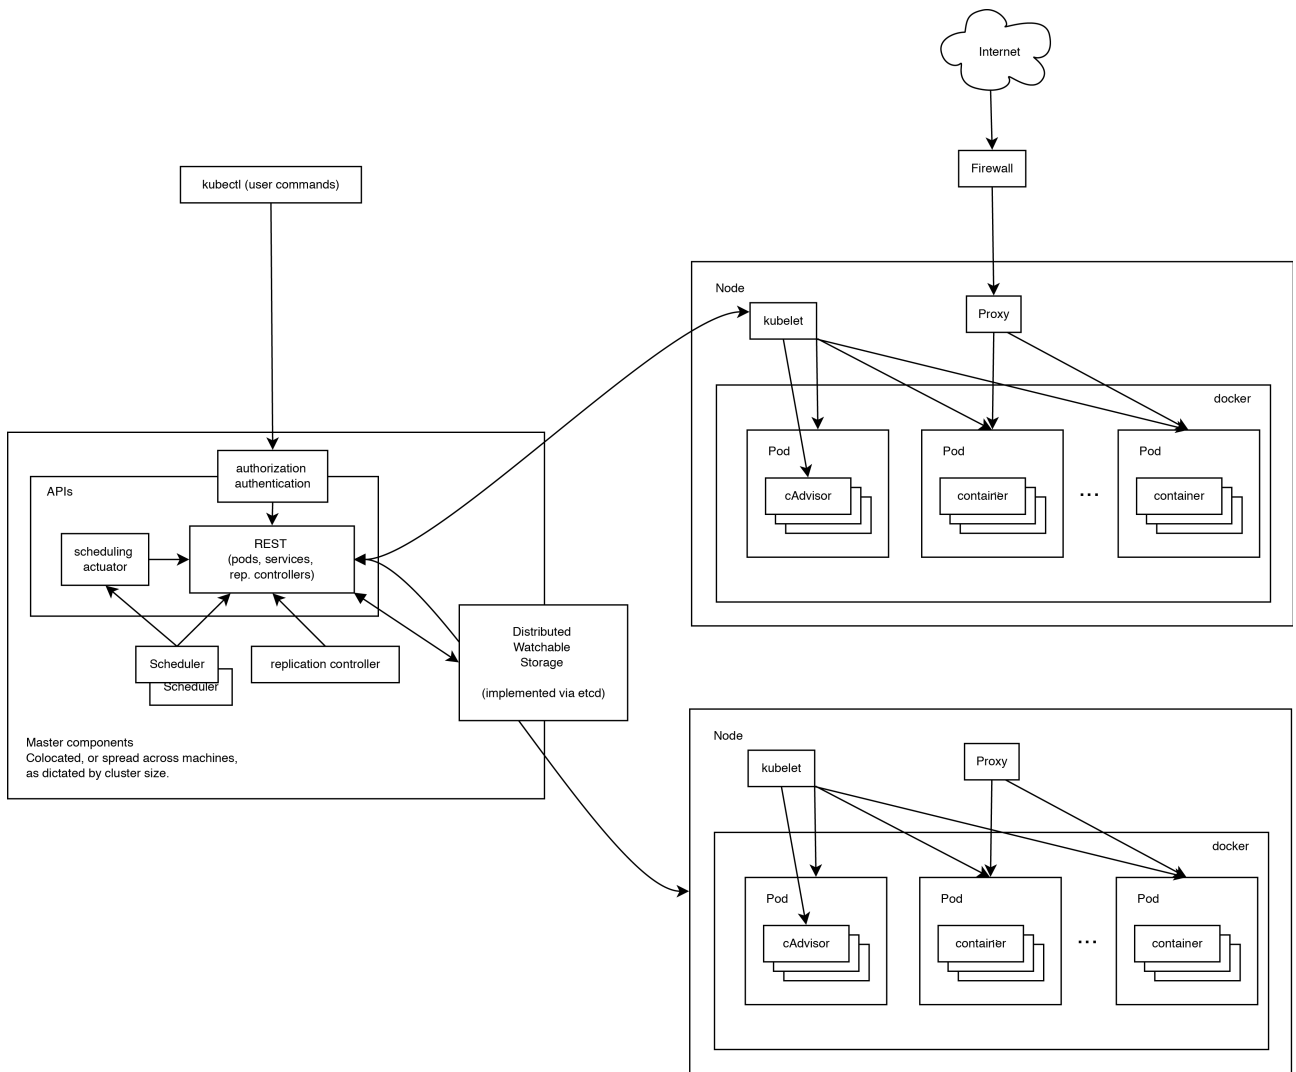 Internet
Firewall
kubectl (user commands)
Node
kubelet
Proxy
docker
Pod
cAdvisor
Pod
container
...
Pod
container
authorization
authentication
APIs
scheduling
actuator
REST
(pods, services,
rep. controllers)
Scheduler
Scheduler
replication controller
Distributed
Watchable
Storage
(implemented via etcd)
Master components
Colocated, or spread across machines,
as dictated by cluster size.
Node
kubelet
Proxy
docker
Pod
cAdvisor
Pod
container
...
Pod
container